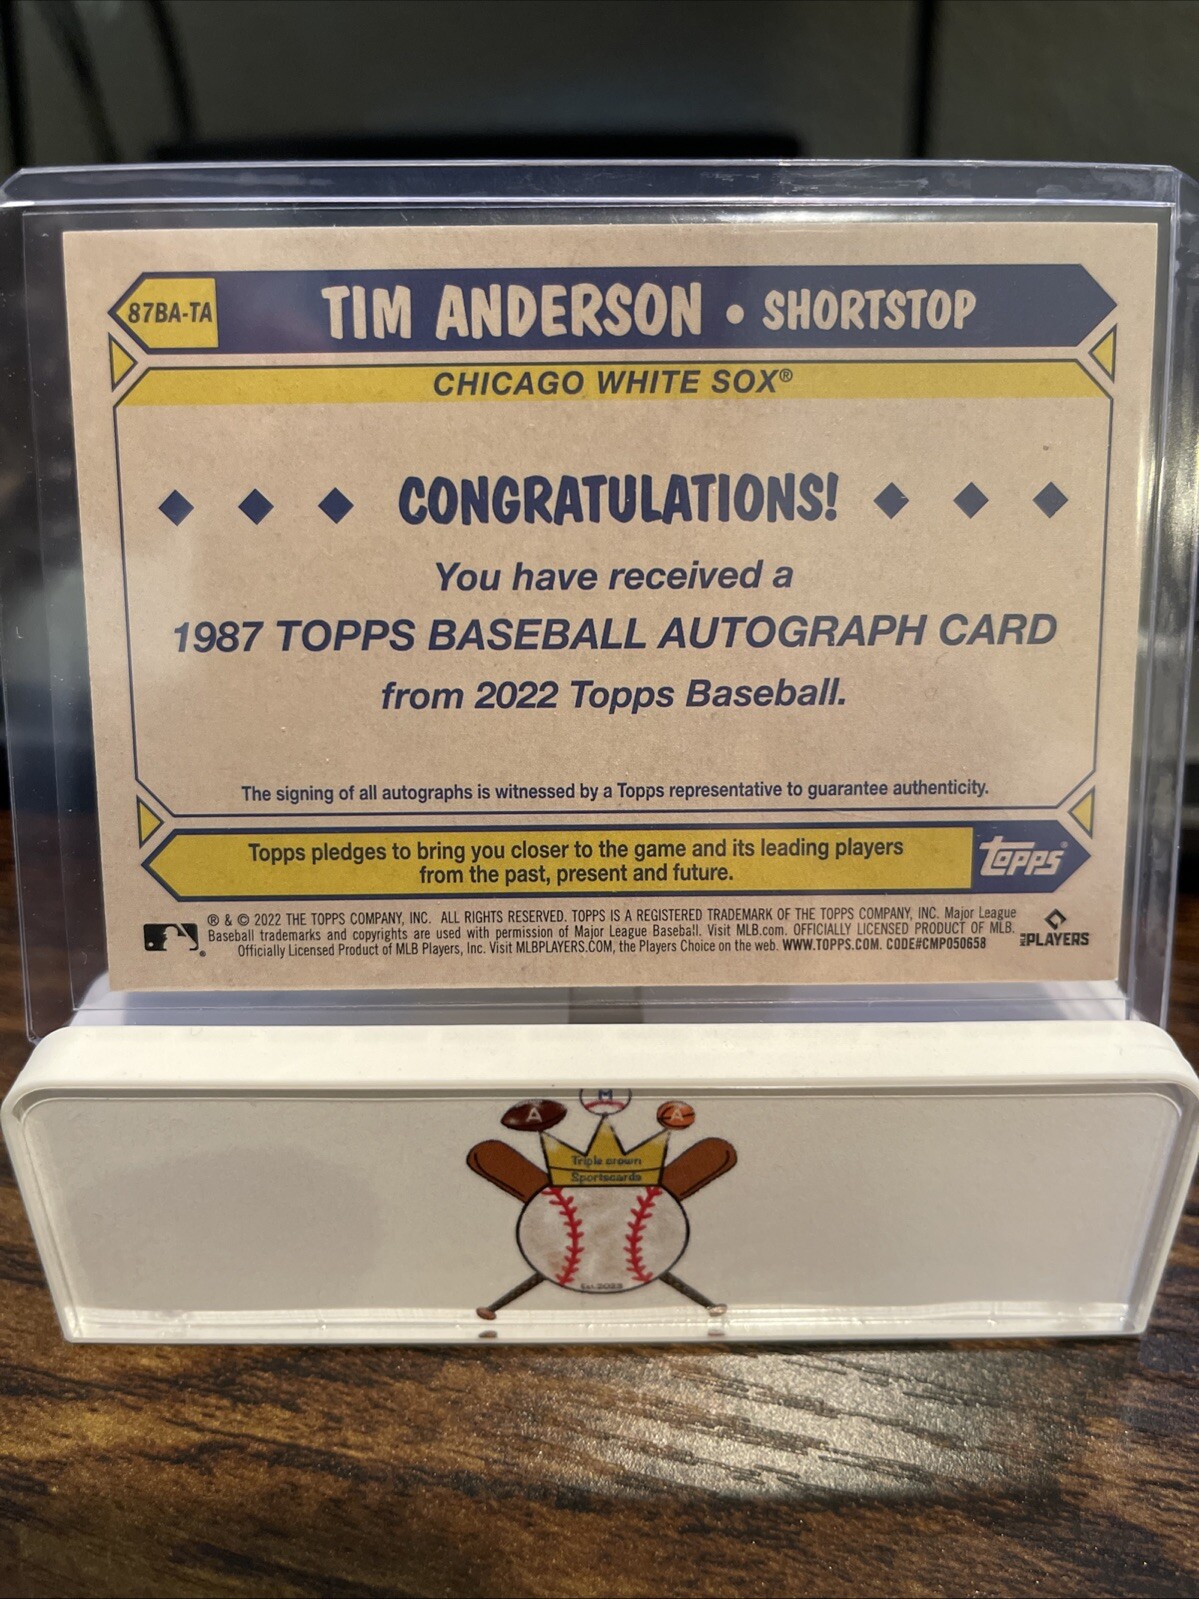 87BA-TA
TIM ANDERSON • SHORTSTOP
CHICAGO WHITE SOX®
CONGRATULATIONS!
You have received a
1987 TOPPS BASEBALL AUTOGRAPH CARD
from 2022 Topps Baseball.
The signing of all autographs is witnessed by a Topps representative to guarantee authenticity.
Topps pledges to bring you closer to the game and its leading players
from the past, present and future.
topps®
® & © 2022 THE TOPPS COMPANY, INC. ALL RIGHTS RESERVED. TOPPS IS A REGISTERED TRADEMARK OF THE TOPPS COMPANY, INC. Major League
Baseball trademarks and copyrights are used with permission of Major League Baseball. Visit MLB.com. OFFICIALLY LICENSED PRODUCT OF MLB.
Officially Licensed Product of MLB Players, Inc. Visit MLBPLAYERS.COM, the Players Choice on the web. WWW.TOPPS.COM. CODE#CMP050658
MLB PLAYERS
M
A
A
Triple crown
Sportscards
Est.2023